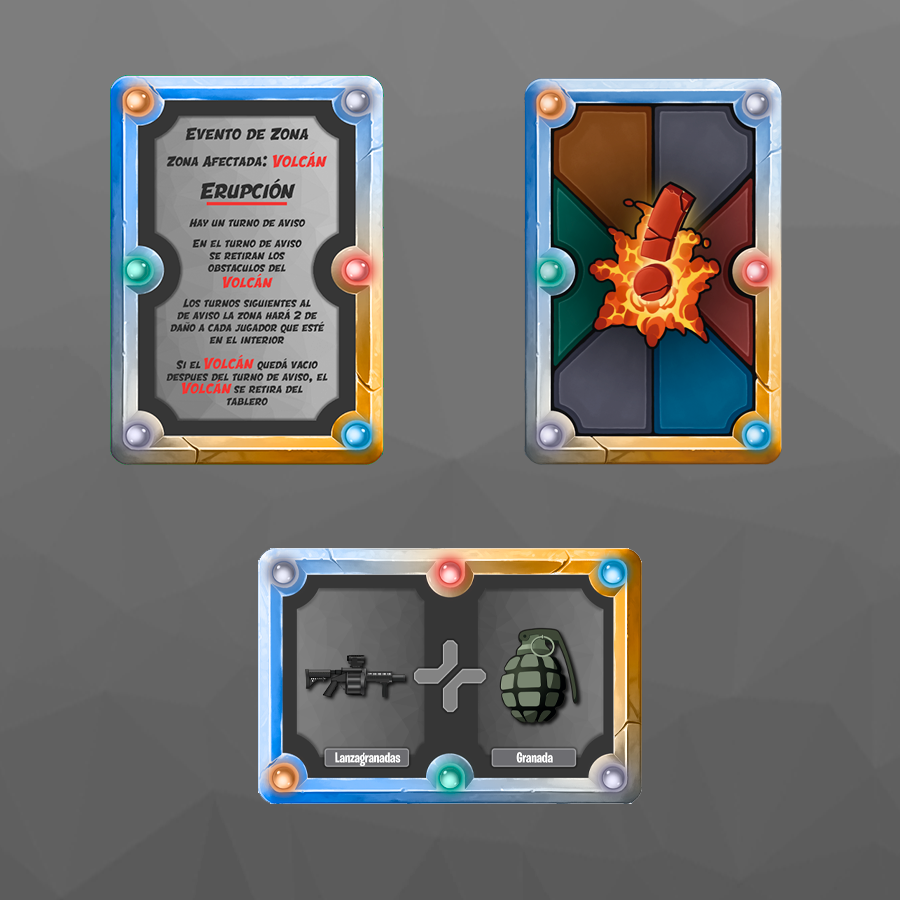 Evento de Zona
Zona Afectada: Volcán
Erupción
Hay un turno de aviso
En el turno de aviso
se retiran los
obstaculos del
Volcán
Los turnos siguientes al
de aviso la zona hará 2 de
daño a cada jugador que esté
en el interior
Si el Volcán quedá vacio
despues del turno de aviso, el
Volcán se retira del
tablero
Lanzagranadas
Granada